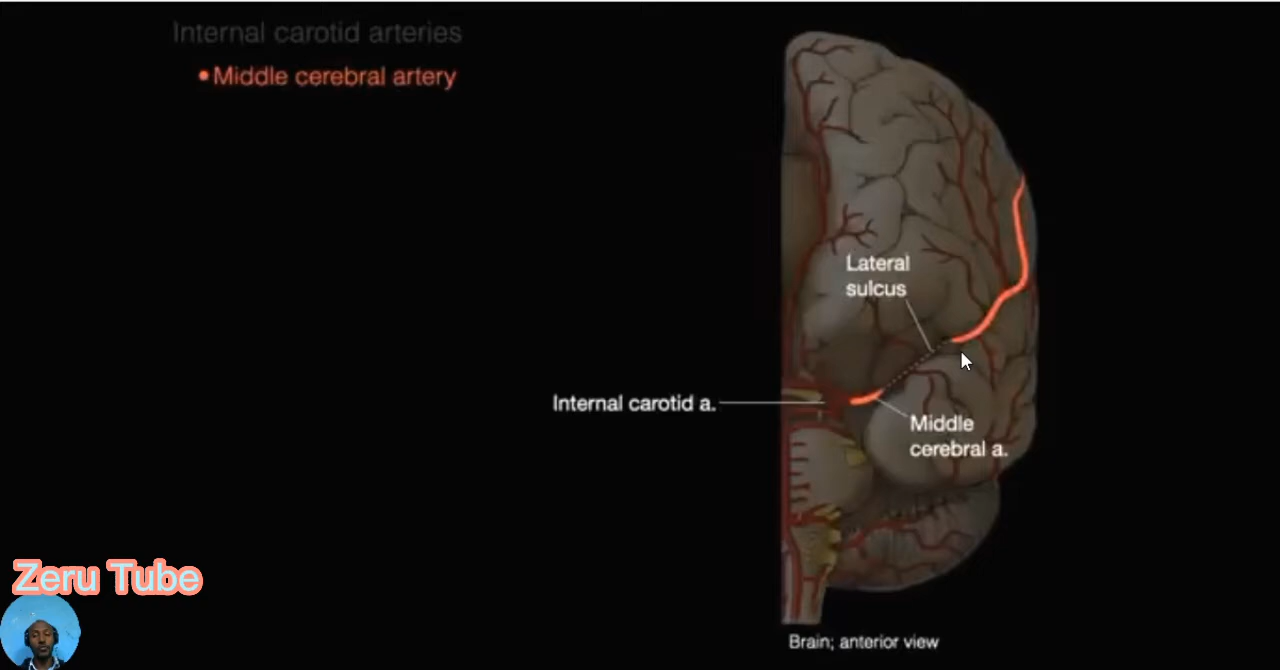 Internal carotid arteries
•Middle cerebral artery
Lateral
sulcus
Internal carotid a.
Middle
cerebral a.
Zeru Tube
Brain; anterior view